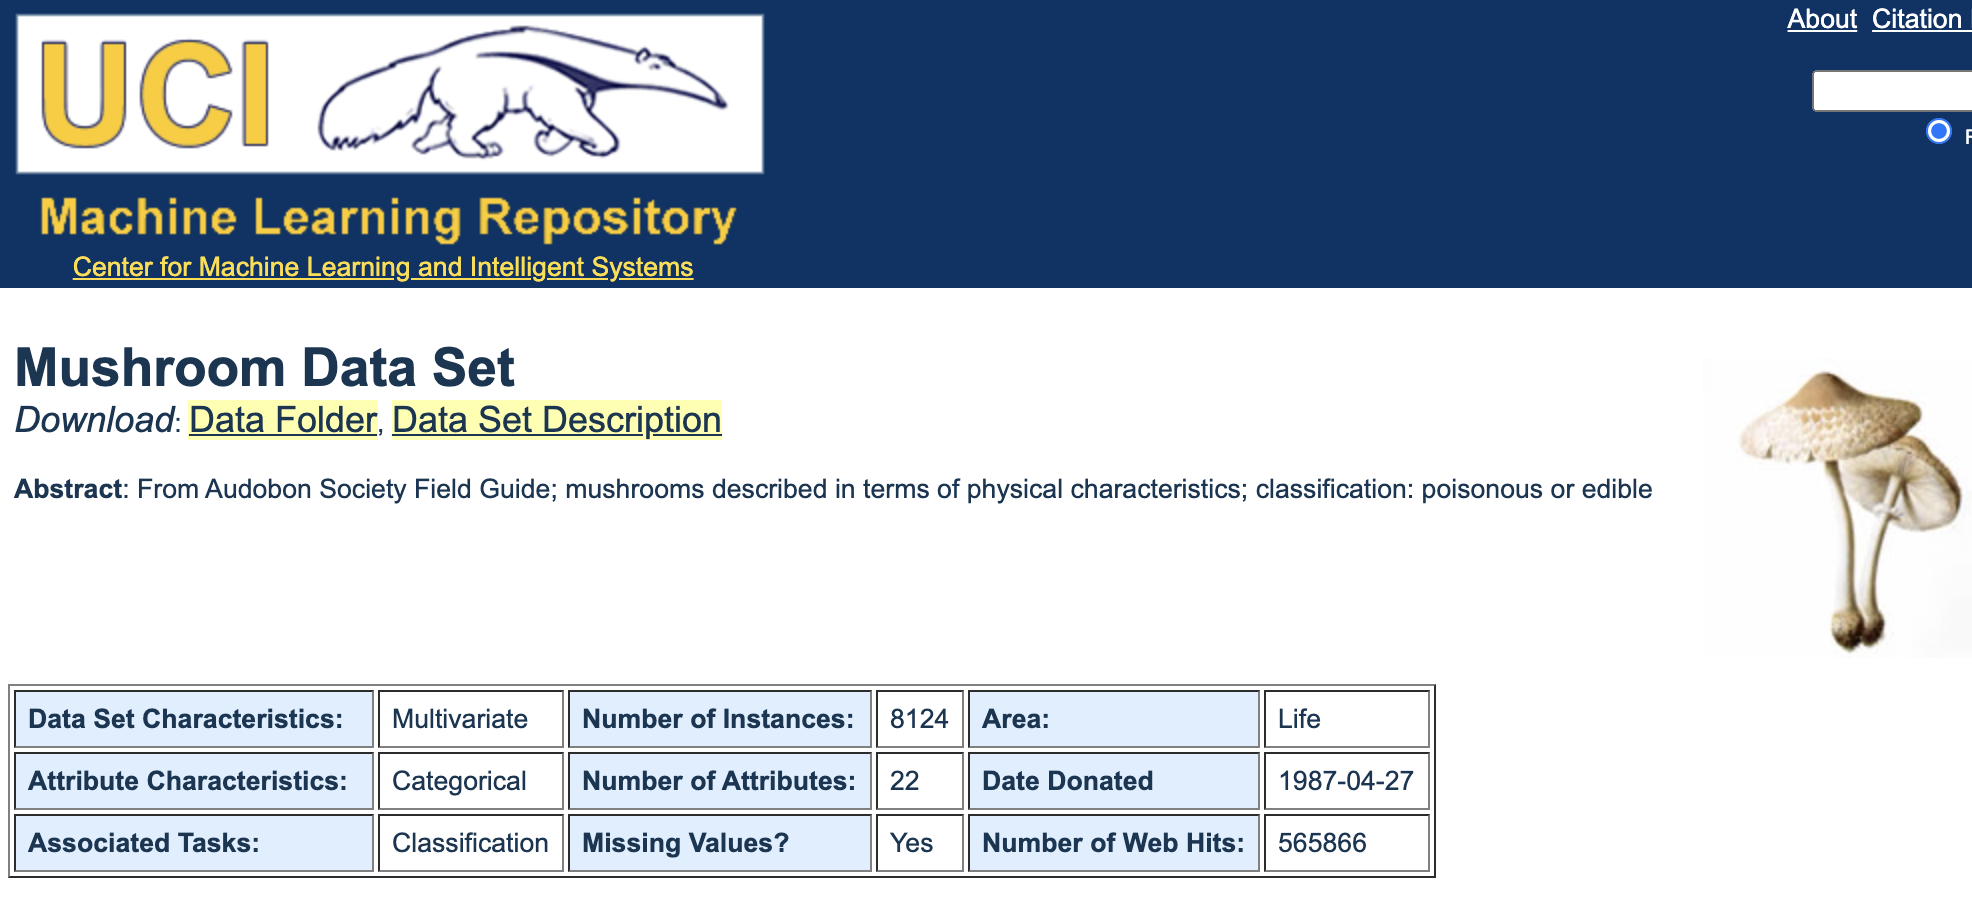 About Citation
UCI
Machine Learning Repository
Center for Machine Learning and Intelligent Systems
Mushroom Data Set
Download: Data Folder, Data Set Description
Abstract: From Audobon Society Field Guide; mushrooms described in terms of physical characteristics; classification: poisonous or edible
Data Set Characteristics: Multivariate Number of Instances: 8124 Area: Life
Attribute Characteristics: Categorical Number of Attributes: 22 Date Donated 1987-04-27
Associated Tasks: Classification Missing Values? Yes Number of Web Hits: 565866